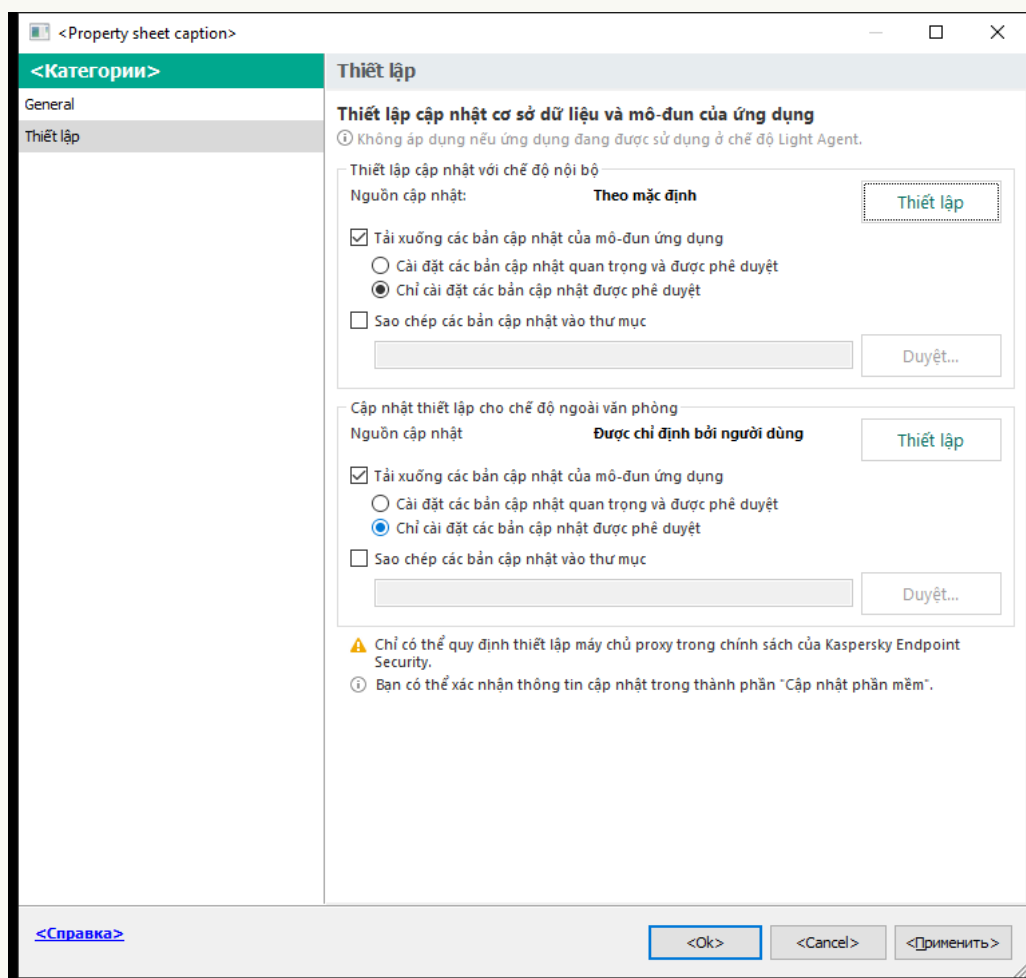 <Property sheet caption>
<Категории>
General
Thiết lập
Thiết lập
Thiết lập cập nhật cơ sở dữ liệu và mô-đun của ứng dụng
Không áp dụng nếu ứng dụng đang được sử dụng ở chế độ Light Agent.
Thiết lập cập nhật với chế độ nội bộ
Nguồn cập nhật: Theo mặc định Thiết lập
Tải xuống các bản cập nhật của mô-đun ứng dụng
Cài đặt các bản cập nhật quan trọng và được phê duyệt
Chỉ cài đặt các bản cập nhật được phê duyệt
Sao chép các bản cập nhật vào thư mục
Duyệt...
Cập nhật thiết lập cho chế độ ngoài văn phòng
Nguồn cập nhật Được chỉ định bởi người dùng Thiết lập
Tải xuống các bản cập nhật của mô-đun ứng dụng
Cài đặt các bản cập nhật quan trọng và được phê duyệt
Chỉ cài đặt các bản cập nhật được phê duyệt
Sao chép các bản cập nhật vào thư mục
Duyệt...
Chỉ có thể quy định thiết lập máy chủ proxy trong chính sách của Kaspersky Endpoint
Security.
Bạn có thể xác nhận thông tin cập nhật trong thành phần "Cập nhật phần mềm".
<Справка>
<Ok> <Cancel> <Применить>